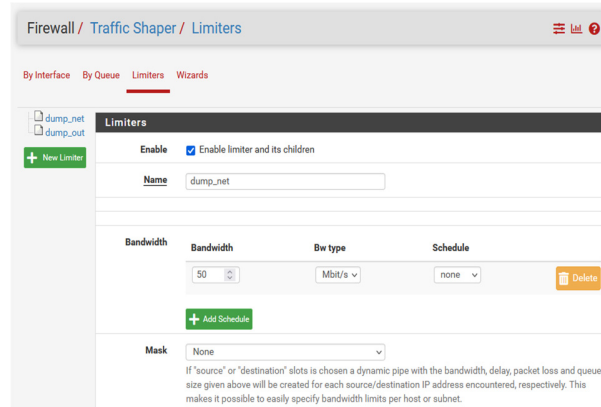 Firewall / Traffic Shaper / Limiters
By Interface By Queue Limiters Wizards
dump_net
dump_out
New Limiter
Limiters
Enable Enable limiter and its children
Name dump_net
Bandwidth Bandwidth Bw type Schedule
50 Mbit/s none Delete
Add Schedule
Mask None
If "source" or "destination" slots is chosen a dynamic pipe with the bandwidth, delay, packet loss and queue
size given above will be created for each source/destination IP address encountered, respectively. This
makes it possible to easily specify bandwidth limits per host or subnet.